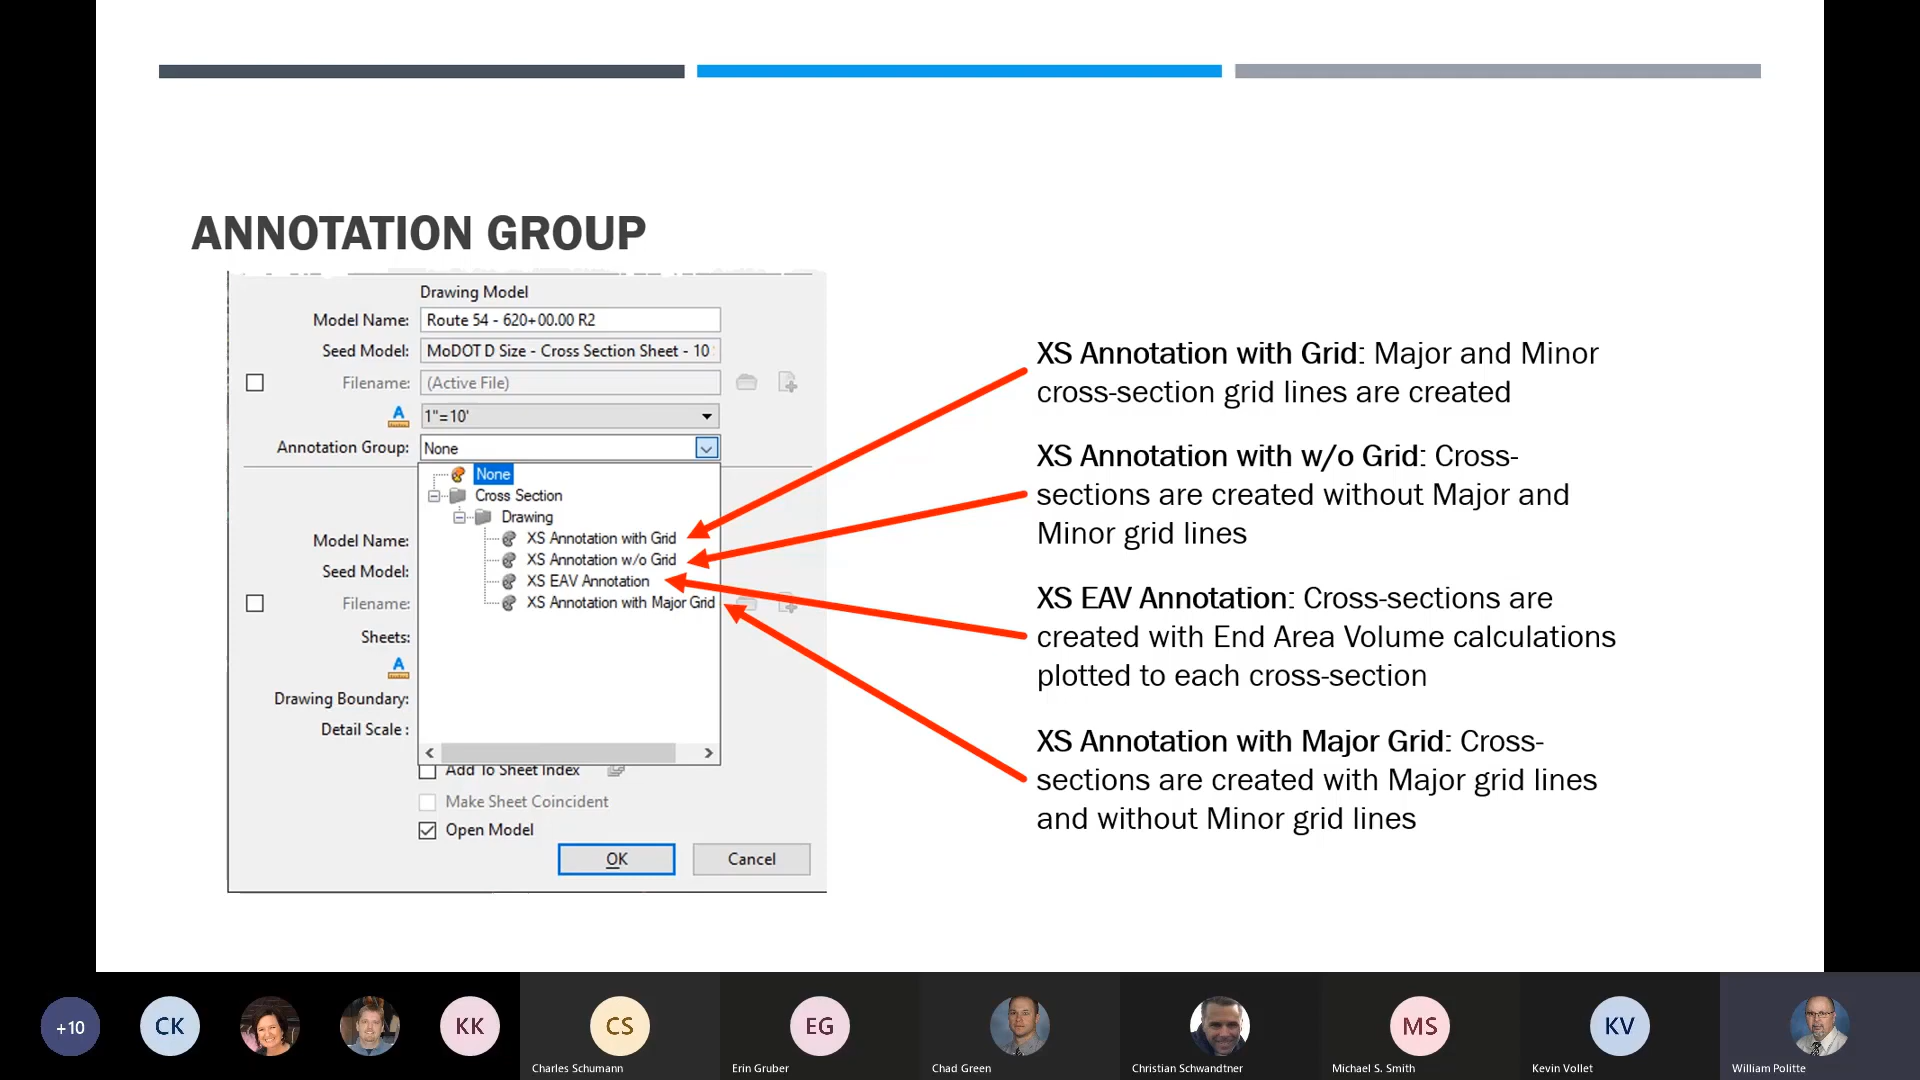 ANNOTATION GROUP
Drawing Model
Model Name: Route 54 - 620+00.00 R2
Seed Model: MoDOT D Size - Cross Section Sheet - 10
Filename: (Active File)
A 1"=10'
Annotation Group: None
None
Cross Section
Drawing
XS Annotation with Grid
XS Annotation w/o Grid
XS EAV Annotation
XS Annotation with Major Grid
Model Name:
Seed Model:
Filename:
Sheets:
A
Drawing Boundary:
Detail Scale :
Add To Sheet Index
Make Sheet Coincident
Open Model
OK Cancel
XS Annotation with Grid: Major and Minor
cross-section grid lines are created
XS Annotation with w/o Grid: Cross-
sections are created without Major and
Minor grid lines
XS EAV Annotation: Cross-sections are
created with End Area Volume calculations
plotted to each cross-section
XS Annotation with Major Grid: Cross-
sections are created with Major grid lines
and without Minor grid lines
+10 CK KK CS EG MS KV
Charles Schumann Erin Gruber Chad Green Christian Schwandtner Michael S. Smith Kevin Vollet William Politte